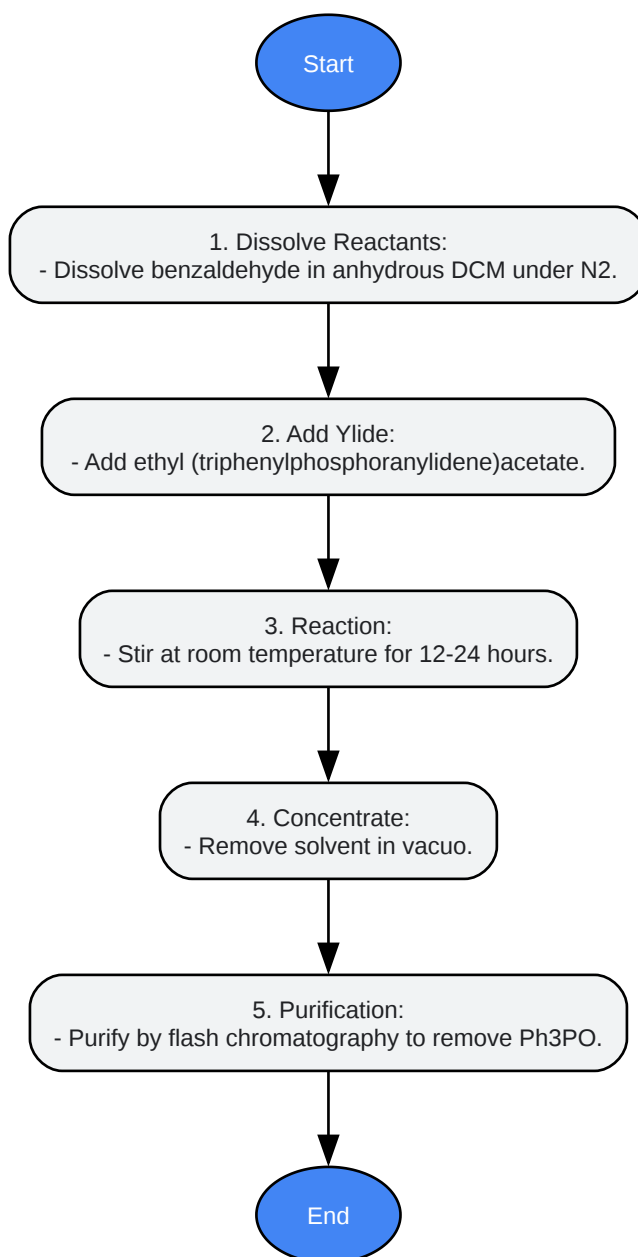 Start
1. Dissolve Reactants:
- Dissolve benzaldehyde in anhydrous DCM under N2.
2. Add Ylide:
- Add ethyl (triphenylphosphoranylidene)acetate.
3. Reaction:
- Stir at room temperature for 12-24 hours.
4. Concentrate:
- Remove solvent in vacuo.
5. Purification:
- Purify by flash chromatography to remove Ph3PO.
End